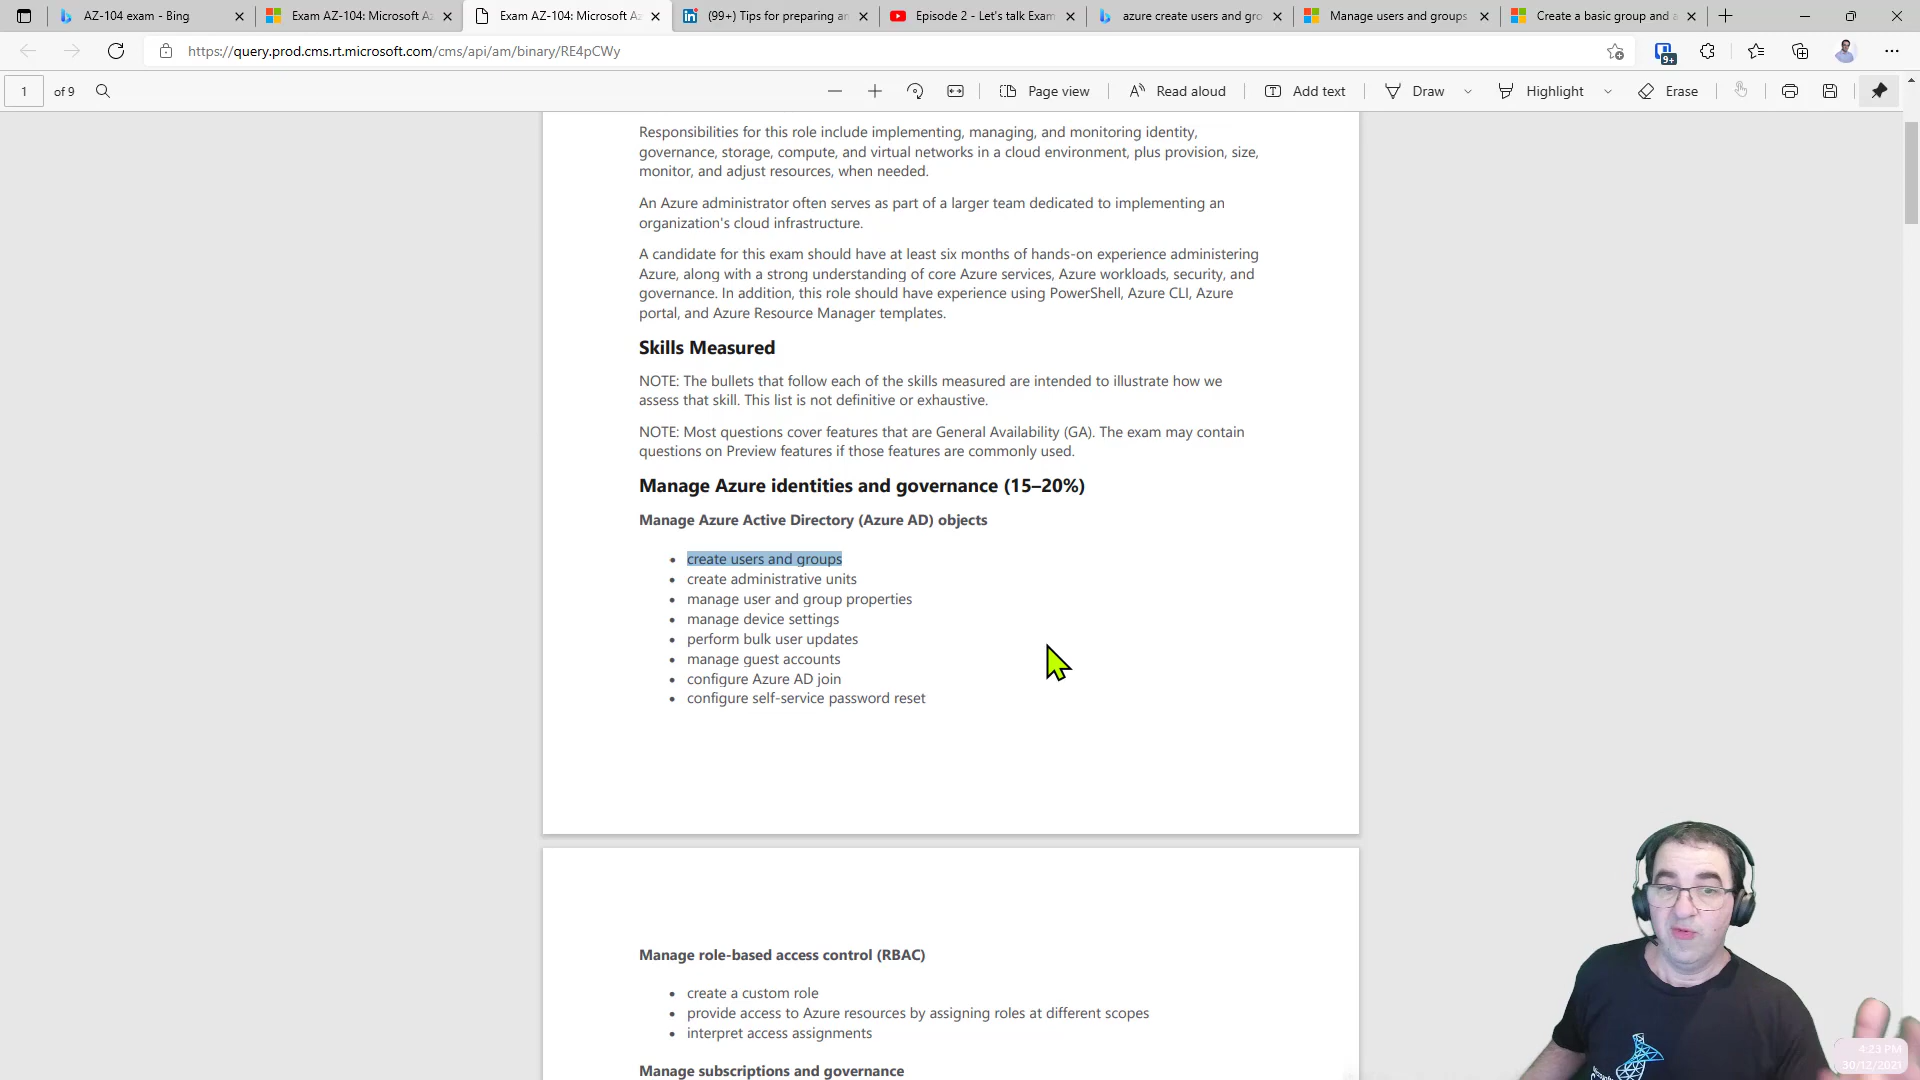 AZ-104 exam - Bing
Exam AZ-104: Microsoft Az
Exam AZ-104: Microsoft Az
(99+) Tips for preparing an
Episode 2 - Let's talk Exam
azure create users and gro
Manage users and groups
Create a basic group and a
https://query.prod.cms.rt.microsoft.com/cms/api/am/binary/RE4pCWy
9+
1 of 9
Page view
Read aloud
Add text
Draw
Highlight
Erase
Responsibilities for this role include implementing, managing, and monitoring identity,
governance, storage, compute, and virtual networks in a cloud environment, plus provision, size,
monitor, and adjust resources, when needed.
An Azure administrator often serves as part of a larger team dedicated to implementing an
organization's cloud infrastructure.
A candidate for this exam should have at least six months of hands-on experience administering
Azure, along with a strong understanding of core Azure services, Azure workloads, security, and
governance. In addition, this role should have experience using PowerShell, Azure CLI, Azure
portal, and Azure Resource Manager templates.
Skills Measured
NOTE: The bullets that follow each of the skills measured are intended to illustrate how we
assess that skill. This list is not definitive or exhaustive.
NOTE: Most questions cover features that are General Availability (GA). The exam may contain
questions on Preview features if those features are commonly used.
Manage Azure identities and governance (15–20%)
Manage Azure Active Directory (Azure AD) objects
• create users and groups
• create administrative units
• manage user and group properties
• manage device settings
• perform bulk user updates
• manage guest accounts
• configure Azure AD join
• configure self-service password reset
Manage role-based access control (RBAC)
• create a custom role
• provide access to Azure resources by assigning roles at different scopes
• interpret access assignments
Manage subscriptions and governance
4:23 PM
30/12/2021